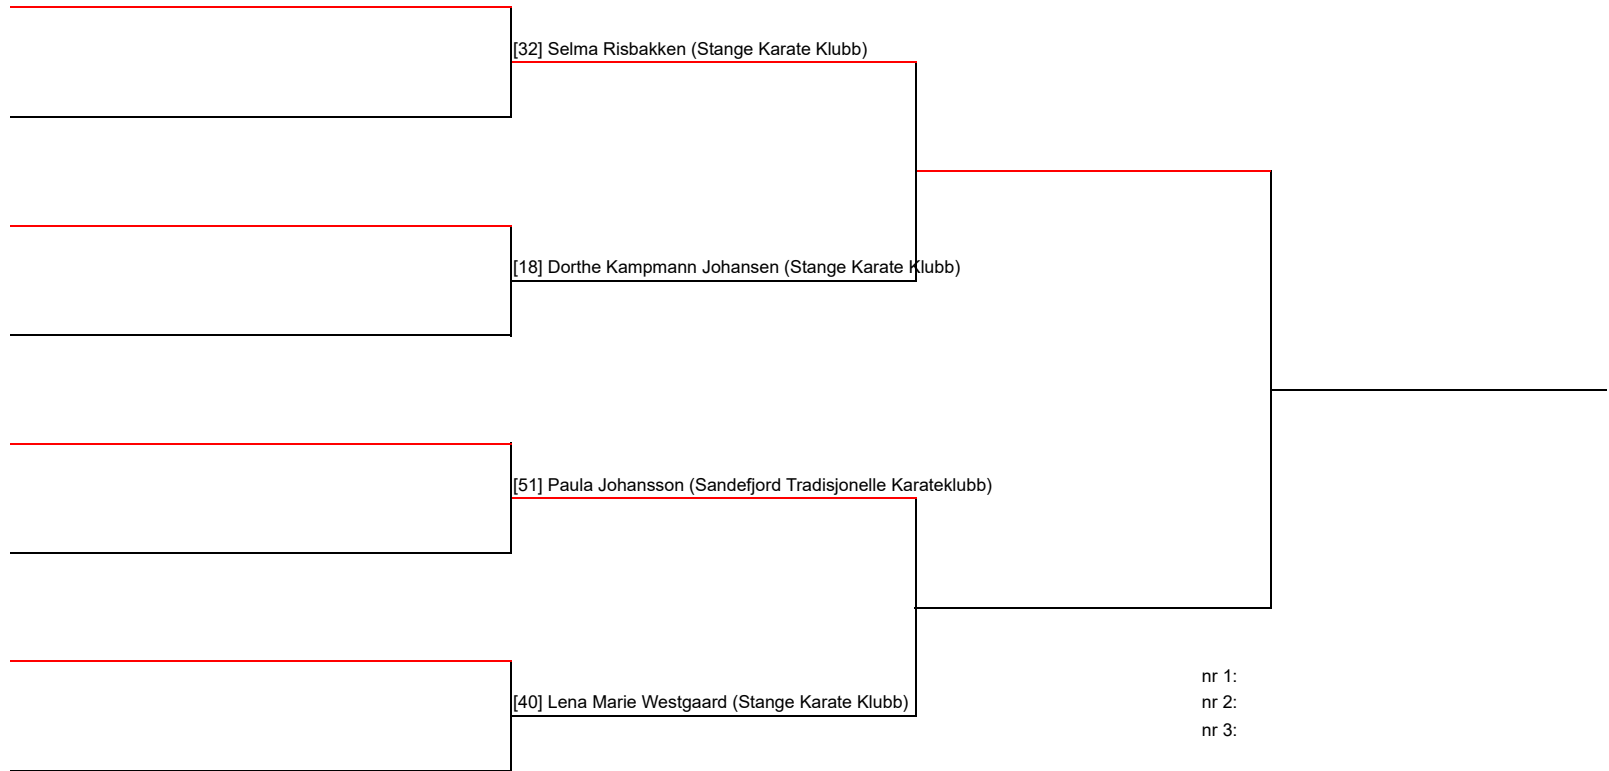 [32] Selma Risbakken (Stange Karate Klubb)
[18] Dorthe Kampmann Johansen (Stange Karate Klubb)
[51] Paula Johansson (Sandefjord Tradisjonelle Karateklubb)
[40] Lena Marie Westgaard (Stange Karate Klubb)
nr 1:
nr 2:
nr 3: